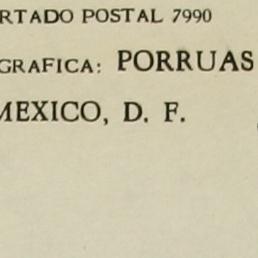 RTADO POSTAL 7990
GRAFICA: PORRUAS
MEXICO, D. F.